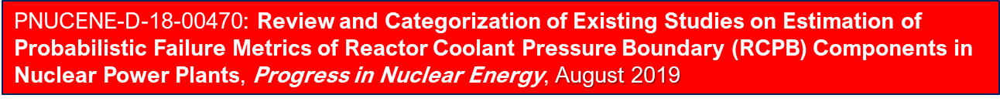 PNUCENE-D-18-00470: Review and Categorization of Existing Studies on Estimation of
Probabilistic Failure Metrics of Reactor Coolant Pressure Boundary (RCPB) Components in
Nuclear Power Plants, Progress in Nuclear Energy, August 2019